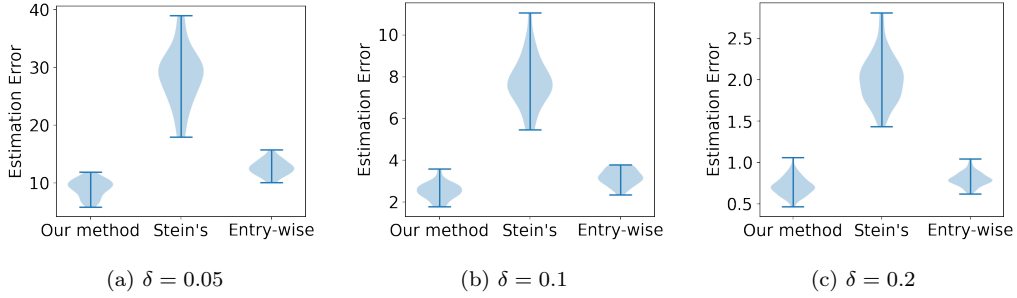 Estimation Error
40
30
20
10
Our method Stein's Entry-wise
(a) δ = 0.05
Estimation Error
10
8
6
4
2
Our method Stein's Entry-wise
(b) δ = 0.1
Estimation Error
2.5
2.0
1.5
1.0
0.5
Our method Stein's Entry-wise
(c) δ = 0.2